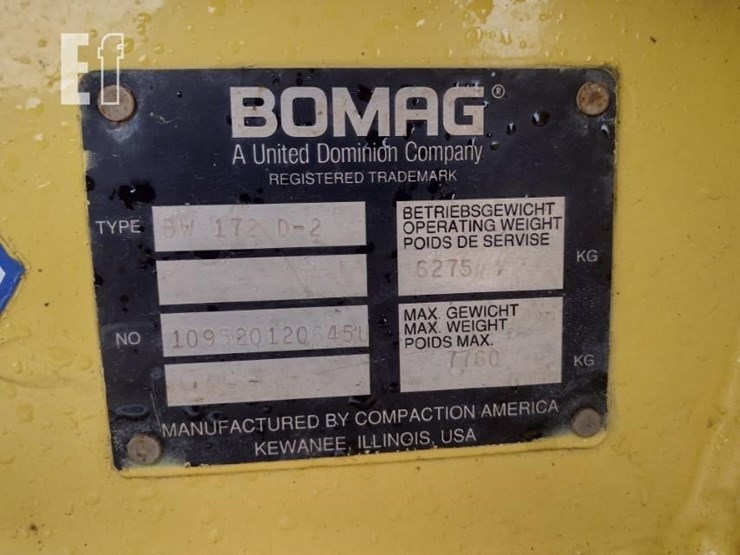 Ef
BOMAG®
A United Dominion Company
REGISTERED TRADEMARK
TYPE BW 172 D-2
BETRIEBSGEWICHT
OPERATING WEIGHT
POIDS DE SERVISE
6275 KG
NO
MAX. GEWICHT
MAX. WEIGHT
POIDS MAX.
7760 KG
MANUFACTURED BY COMPACTION AMERICA
KEWANEE, ILLINOIS, USA